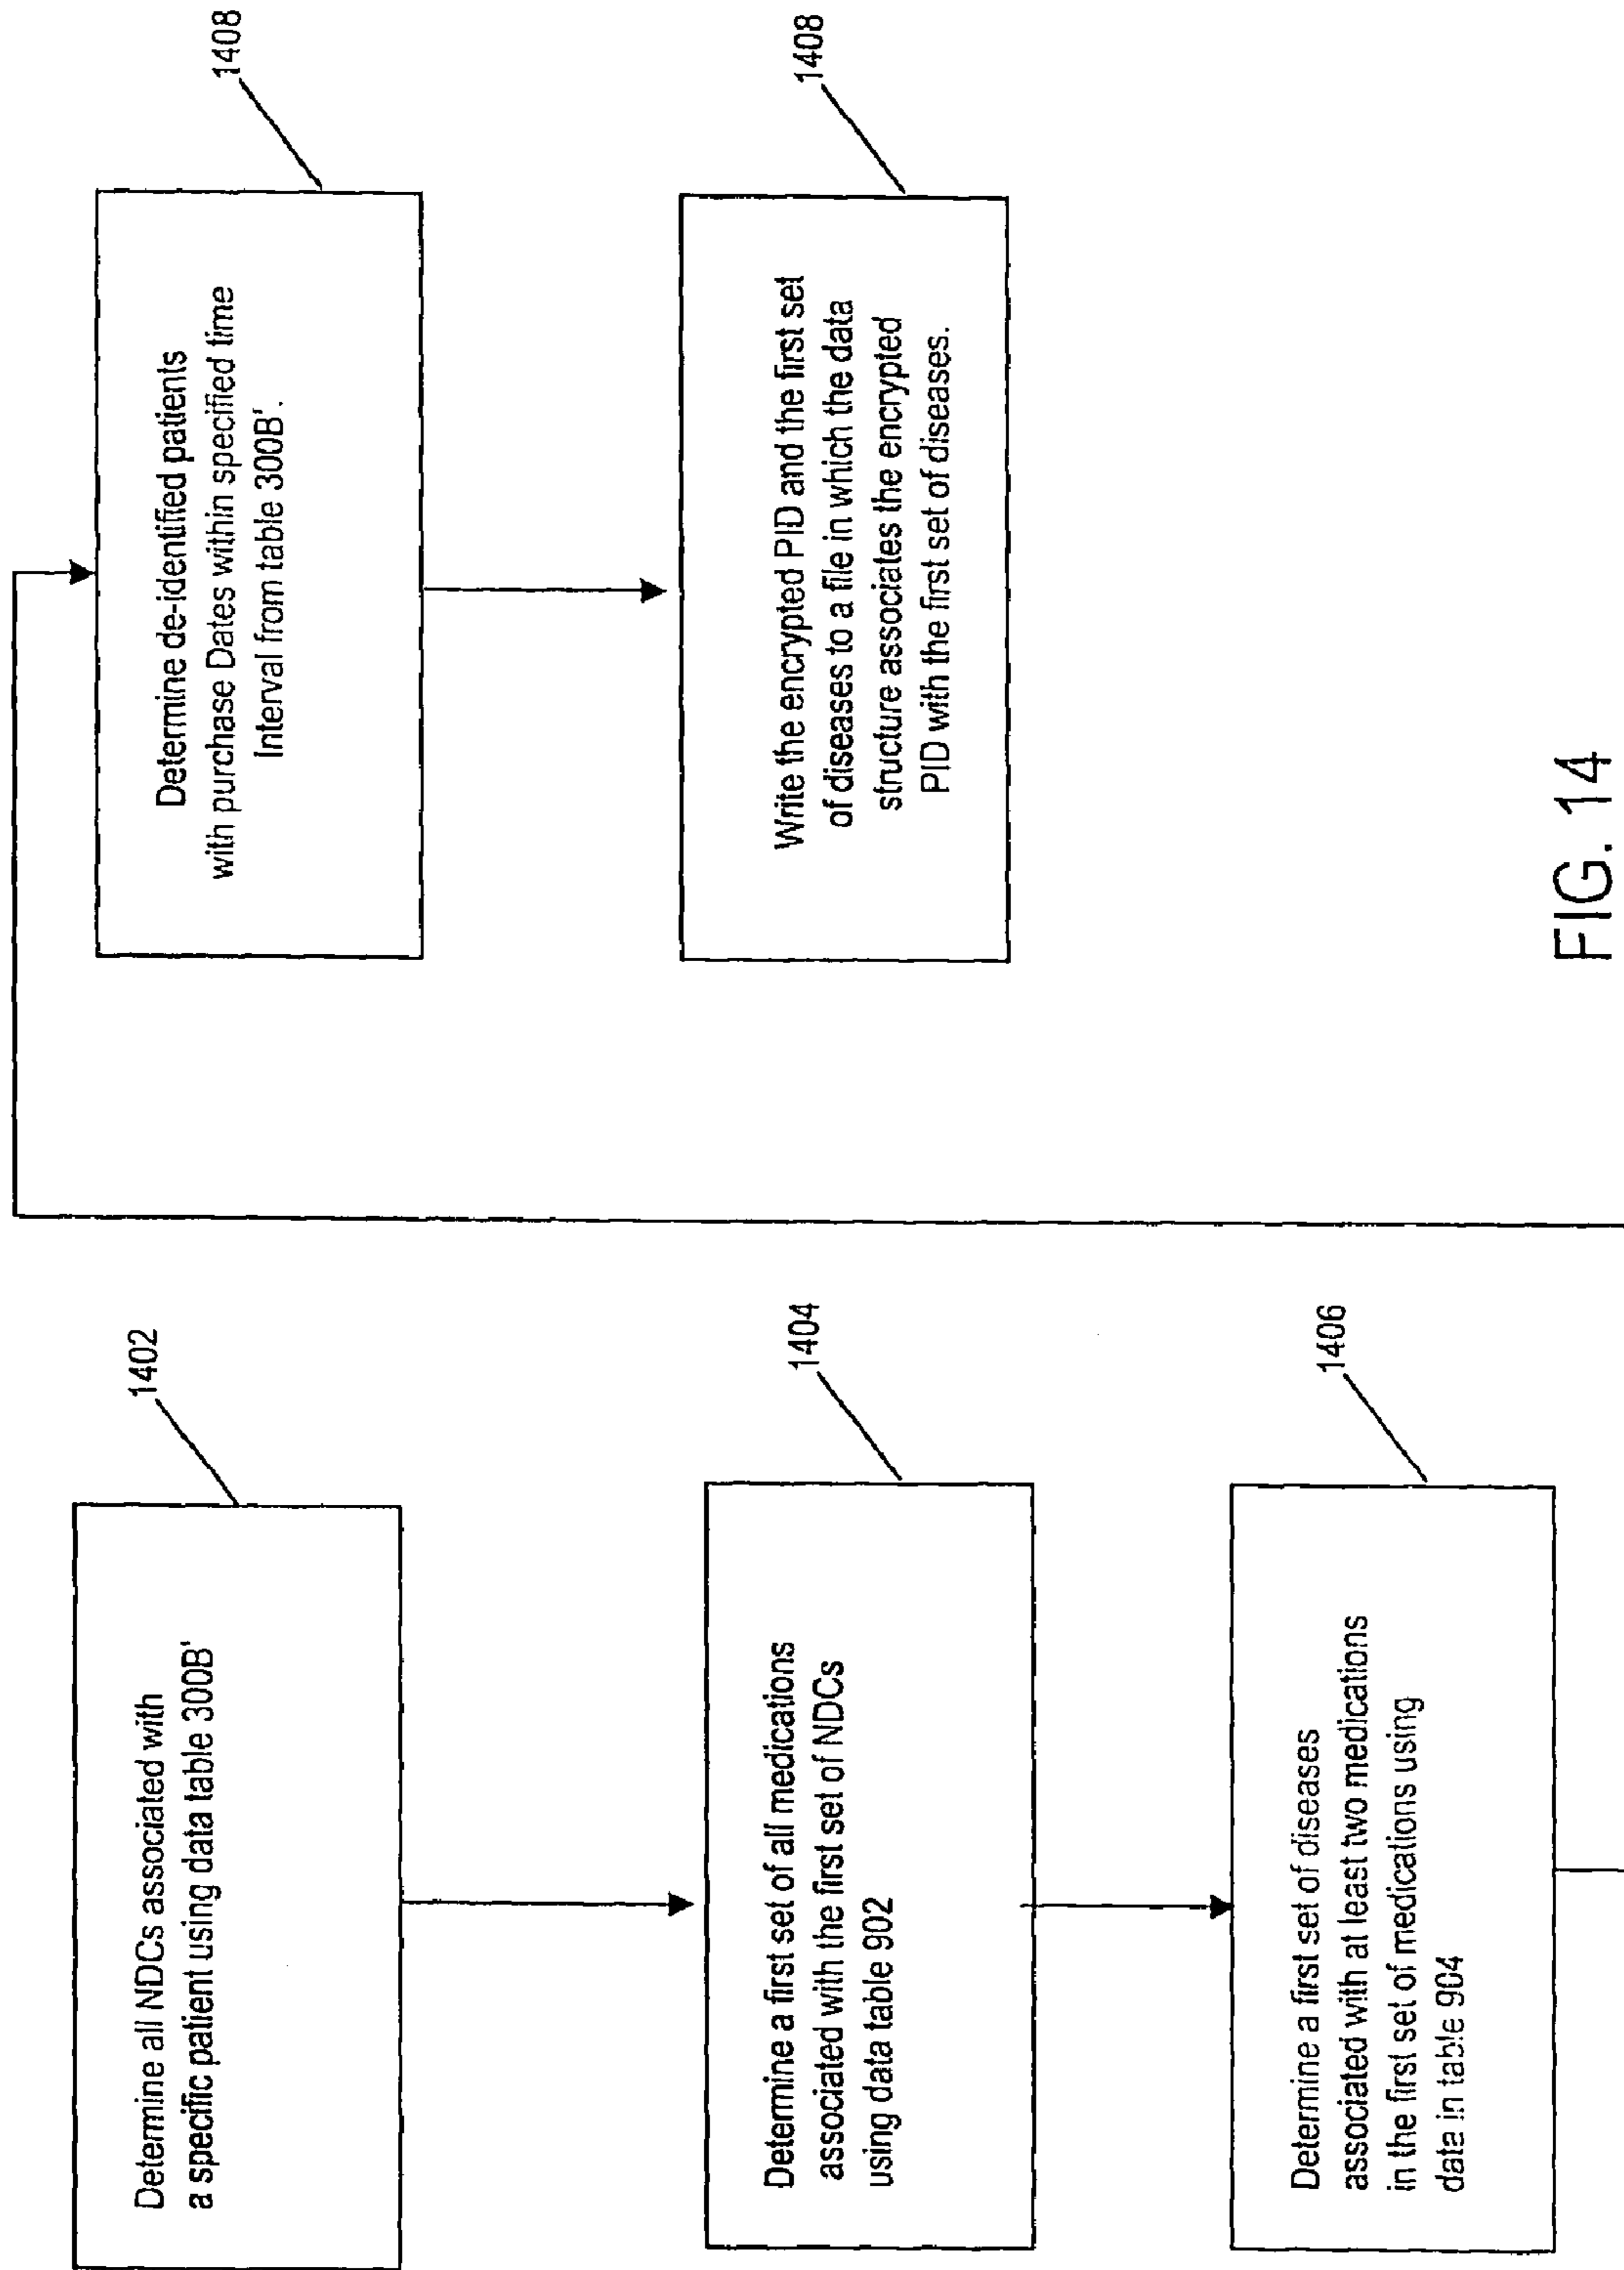 1402
Determine all NDCs associated with
a specific patient using data table 300B'
1404
Determine a first set of all medications
associated with the first set of NDCs
using data table 902
1406
Determine a first set of diseases
associated with at least two medications
in the first set of medications using
data in table 904
1408
Determine de-identified patients
with purchase Dates within specified time
Interval from table 300B'.
1408
Write the encrypted PID and the first set
of diseases to a file in which the data
structure associates the encrypted
PID with the first set of diseases.
FIG. 14